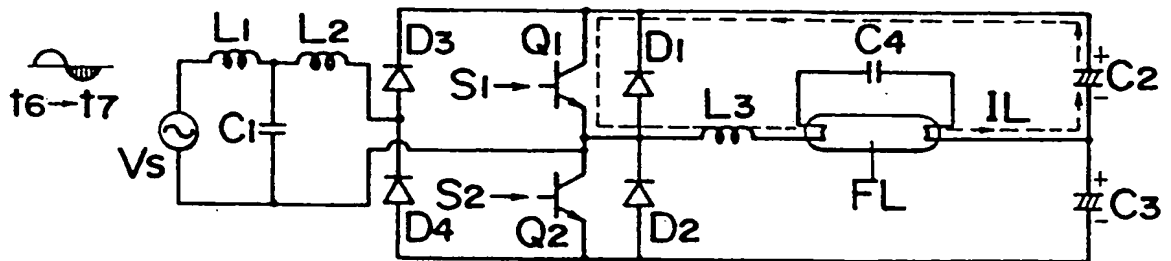 L1 L2 D3 Q1 D1 C4
t6→t7 S1 C2
C1 L3 IL
Vs
S2 FL
D4 Q2 D2 C3
+
-
+
-